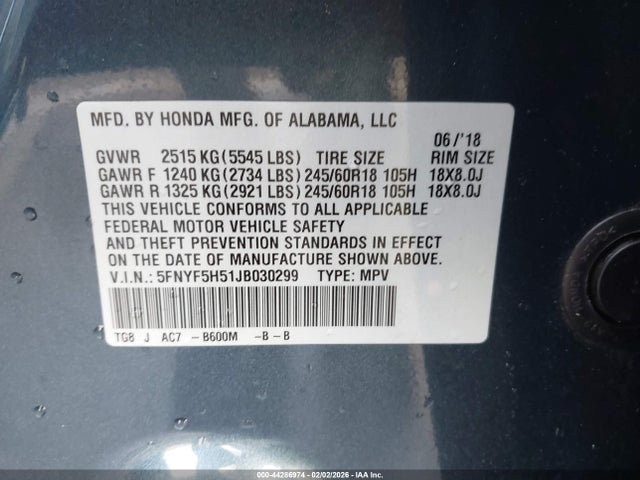 MFD. BY HONDA MFG. OF ALABAMA, LLC
06/'18
GVWR 2515 KG (5545 LBS) TIRE SIZE RIM SIZE
GAWR F 1240 KG (2734 LBS) 245/60R18 105H 18X8.0J
GAWR R 1325 KG (2921 LBS) 245/60R18 105H 18X8.0J
THIS VEHICLE CONFORMS TO ALL APPLICABLE
FEDERAL MOTOR VEHICLE SAFETY
AND THEFT PREVENTION STANDARDS IN EFFECT
ON THE DATE OF MANUFACTURE SHOWN ABOVE.
V.I.N.: 5FNYF5H51JB030299 TYPE: MPV
TG8 J AC7 - B600M -B - B
000-44286974 - 02/02/2026 - IAA Inc.